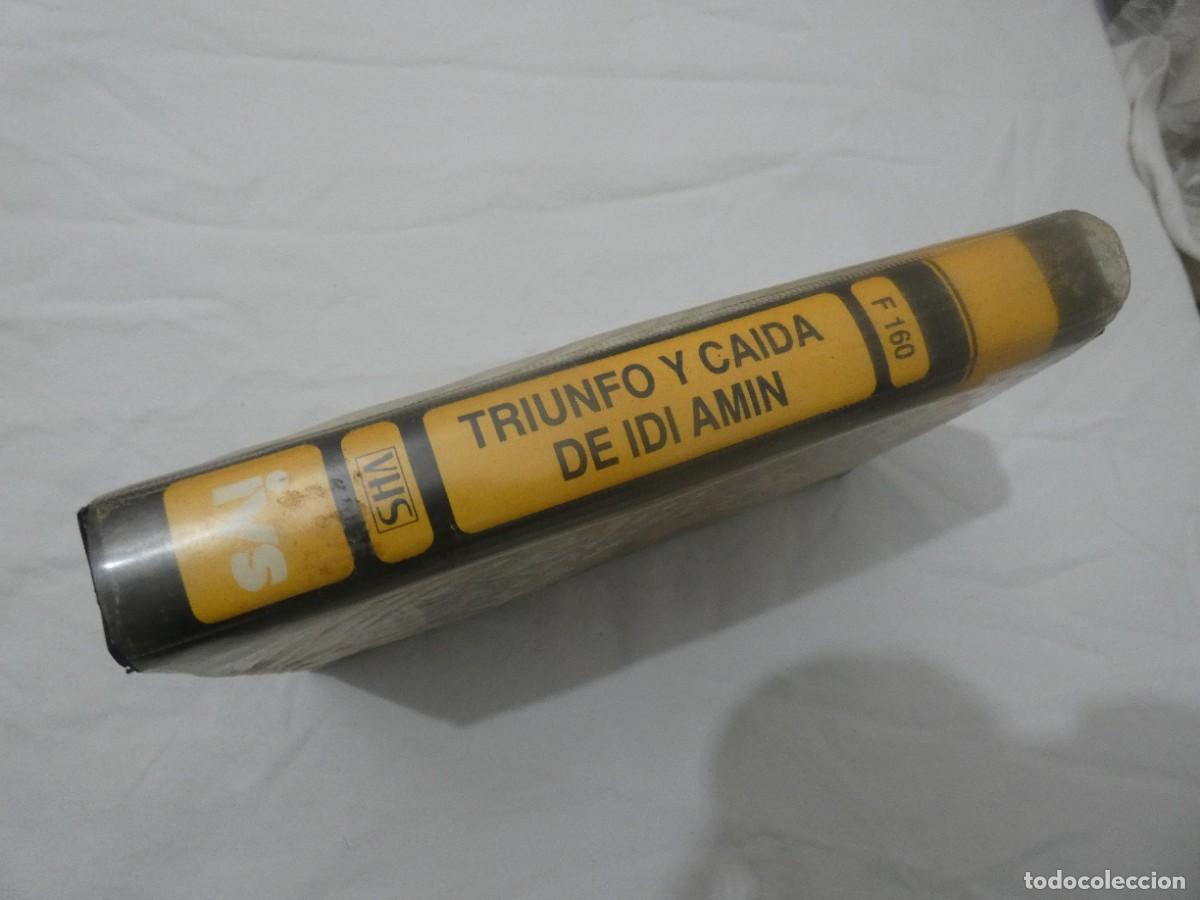 ivs
VHS
TRIUNFO Y CAIDA
DE IDI AMIN
F 160
todocoleccion